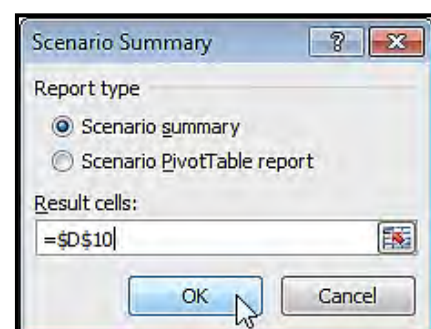 Scenario Summary
Report type
Scenario summary
Scenario PivotTable report
Result cells:
=$D$10
OK Cancel